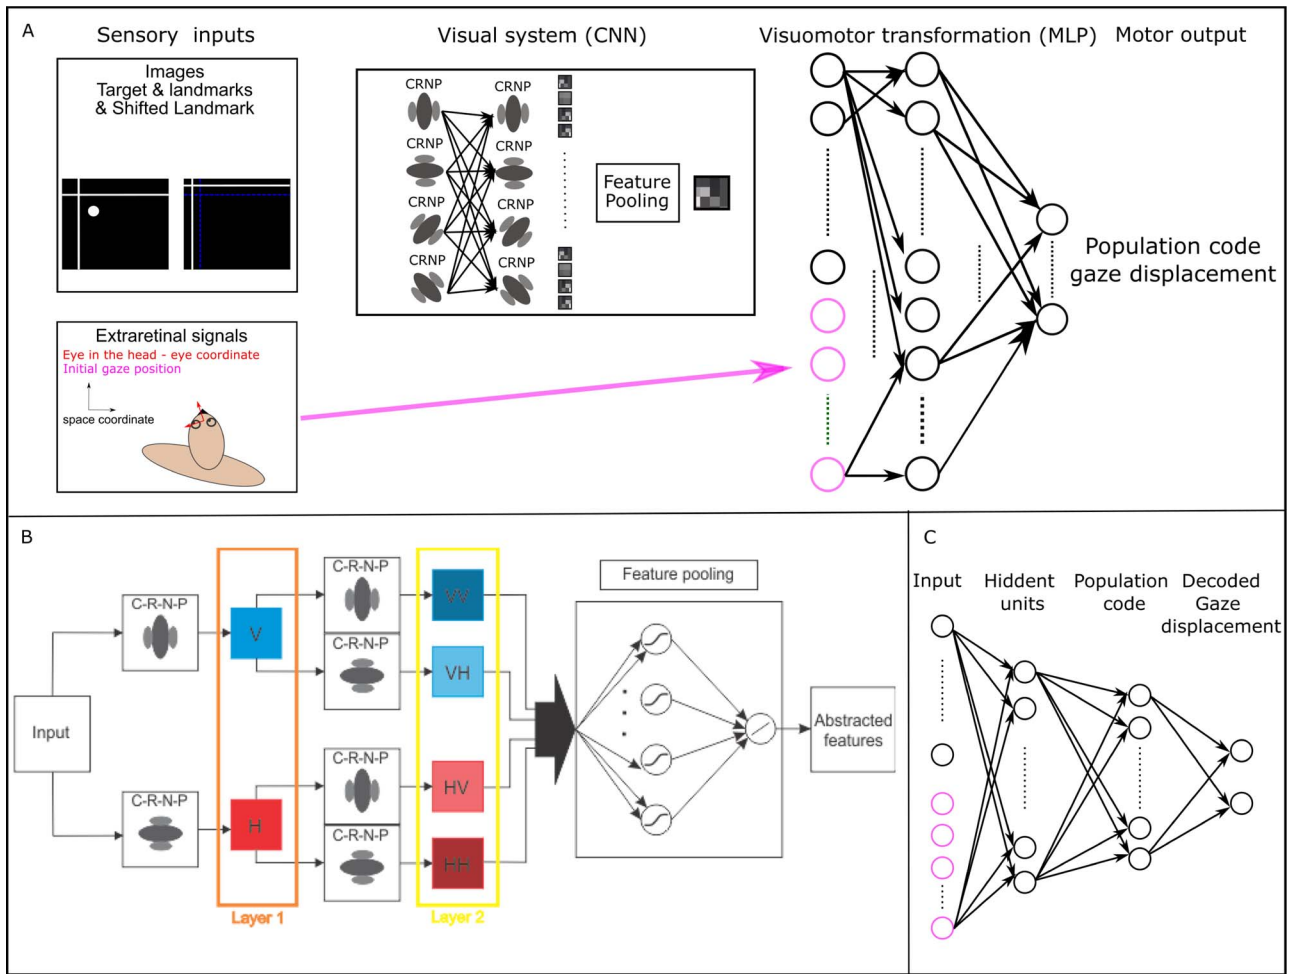 A
Sensory inputs
Visual system (CNN)
Visuomotor transformation (MLP)
Motor output
Images
Target & landmarks
& Shifted Landmark
CRNP
CRNP
CRNP
CRNP
CRNP
CRNP
CRNP
CRNP
Feature
Pooling
Population code
gaze displacement
Extraretinal signals
Eye in the head - eye coordinate
Initial gaze position
space coordinate
B
Input
C-R-N-P
C-R-N-P
V
H
Layer 1
C-R-N-P
C-R-N-P
C-R-N-P
C-R-N-P
VV
VH
HV
HH
Layer 2
Feature pooling
Abstracted
features
C
Input
Hiddent
units
Population
code
Decoded
Gaze
displacement